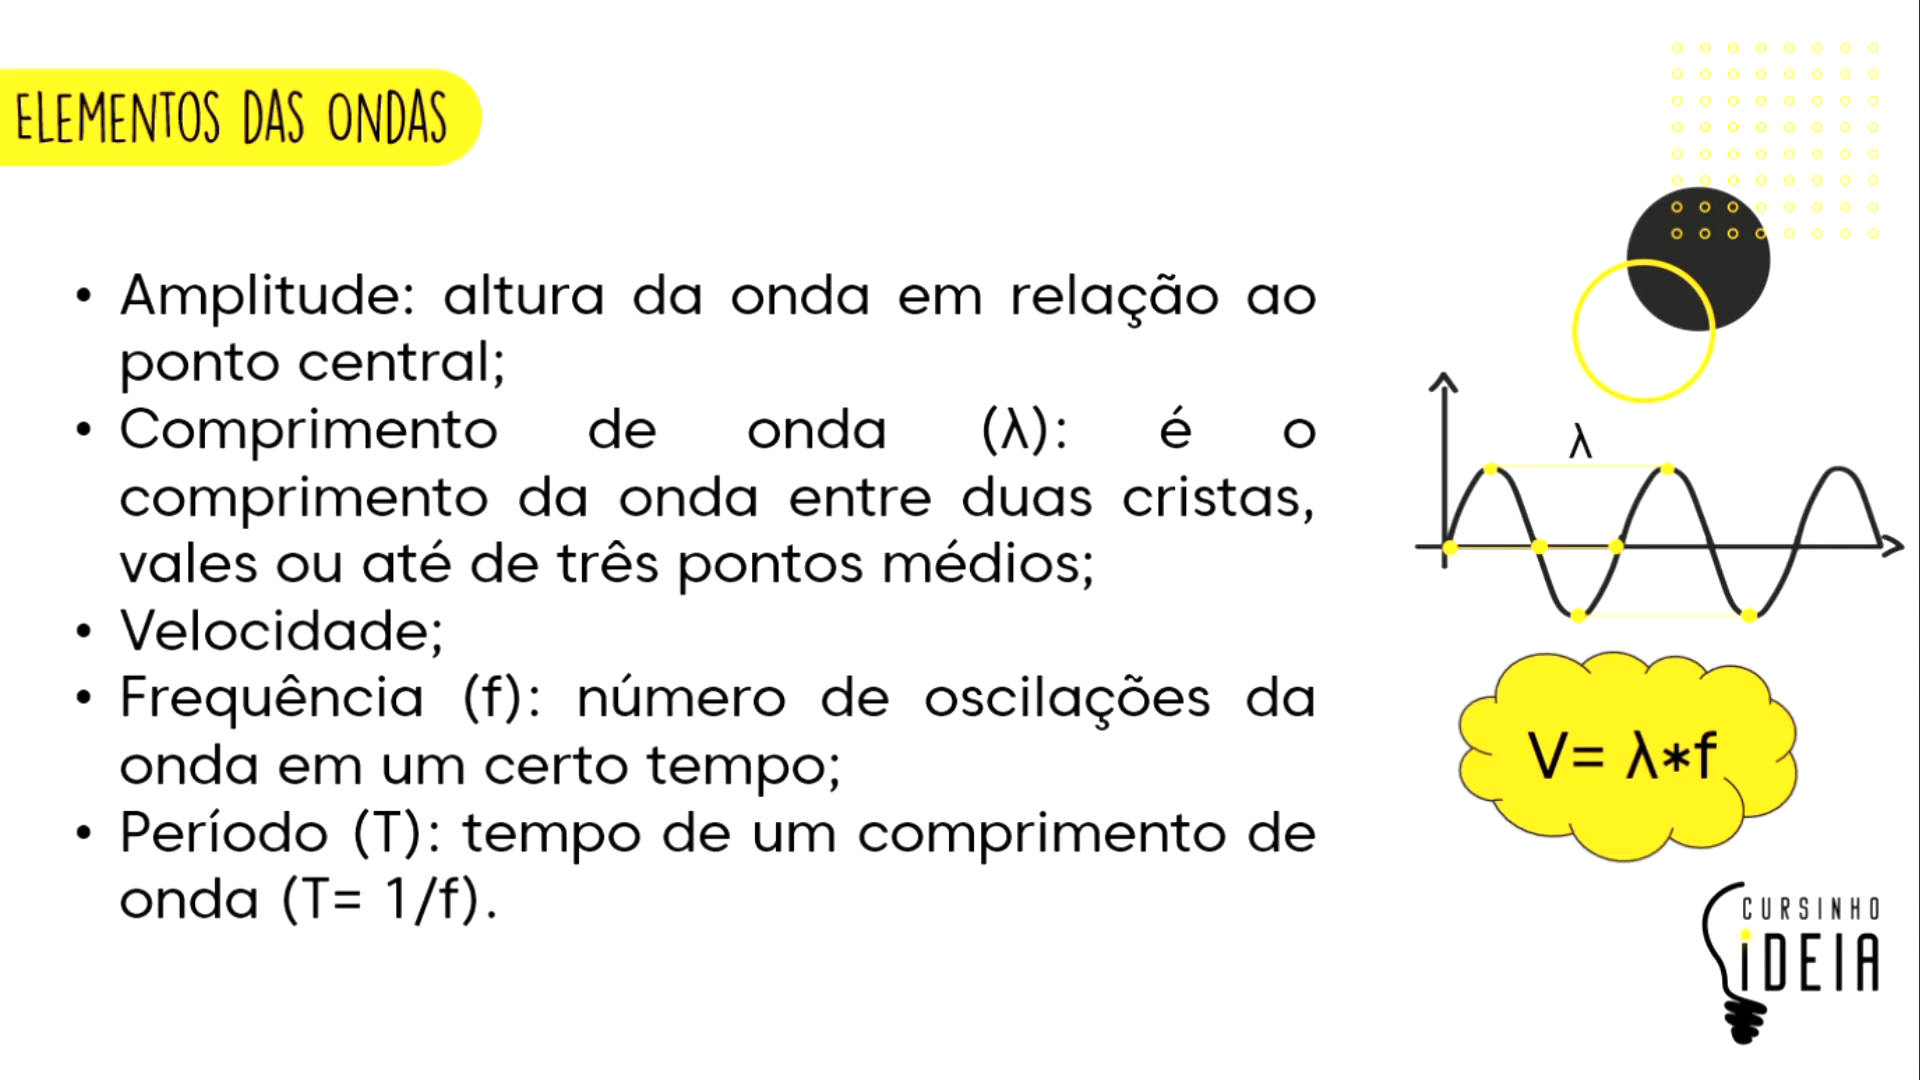 ELEMENTOS DAS ONDAS
• Amplitude: altura da onda em relação ao
ponto central;
• Comprimento de onda (λ): é o
comprimento da onda entre duas cristas,
vales ou até de três pontos médios;
• Velocidade;
• Frequência (f): número de oscilações da
onda em um certo tempo;
• Período (T): tempo de um comprimento de
onda (T= 1/f).
λ
V= λ*f
CURSINHO
iDEIA